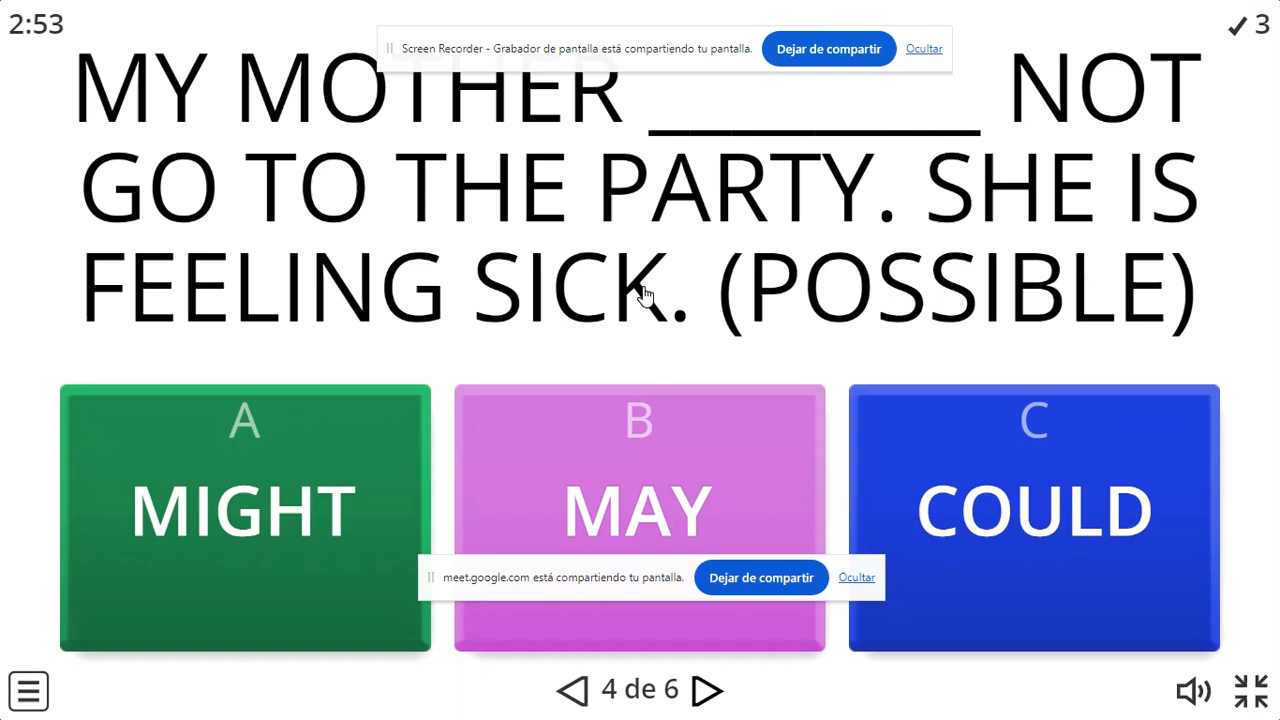 2:53
3
Screen Recorder - Grabador de pantalla está compartiendo tu pantalla. Dejar de compartir Ocultar
MY MOTHER __________ NOT
GO TO THE PARTY. SHE IS
FEELING SICK. (POSSIBLE)
A
MIGHT
B
MAY
C
COULD
meet.google.com está compartiendo tu pantalla. Dejar de compartir Ocultar
4 de 6